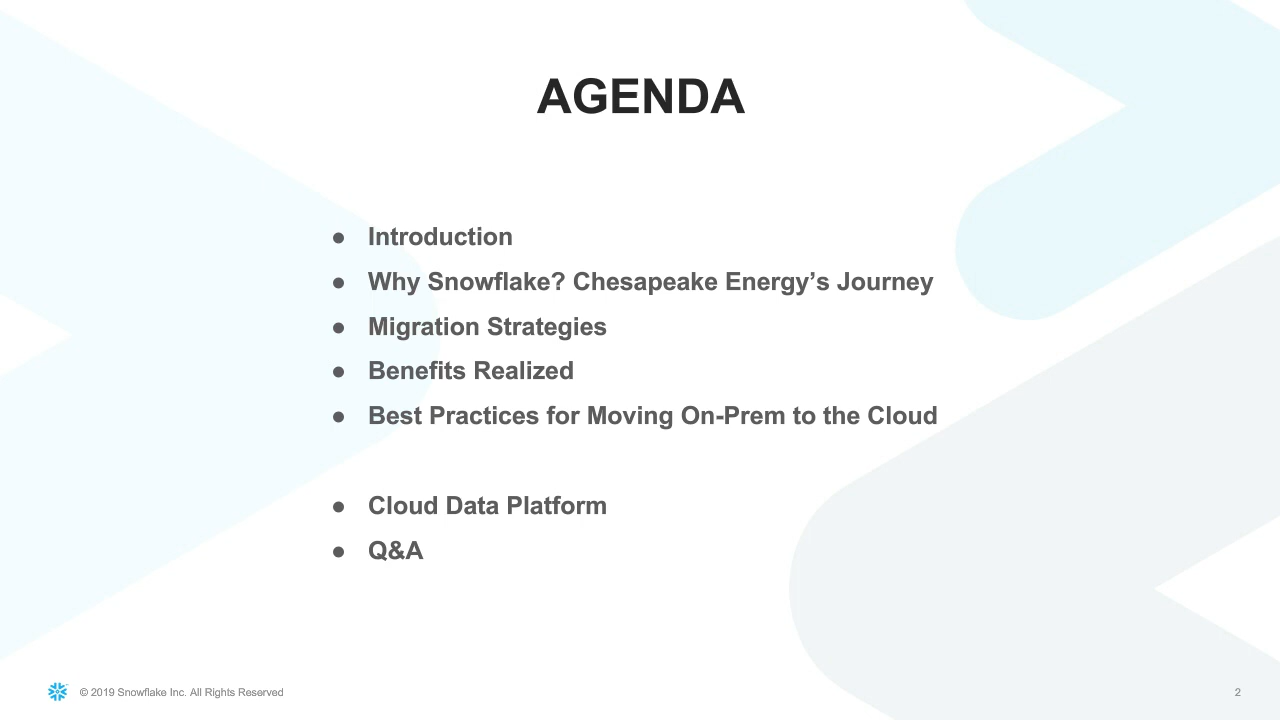 AGENDA
● Introduction
● Why Snowflake? Chesapeake Energy’s Journey
● Migration Strategies
● Benefits Realized
● Best Practices for Moving On-Prem to the Cloud
● Cloud Data Platform
● Q&A
© 2019 Snowflake Inc. All Rights Reserved
2